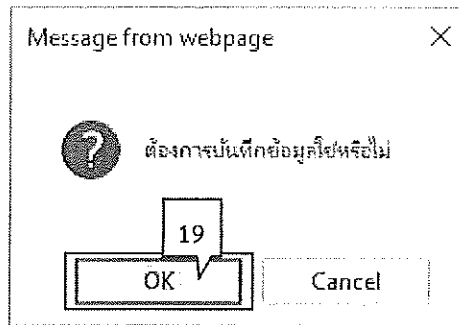 Message from webpage
ต้องการบันทึกข้อมูลใช่หรือไม่
19
OK
Cancel